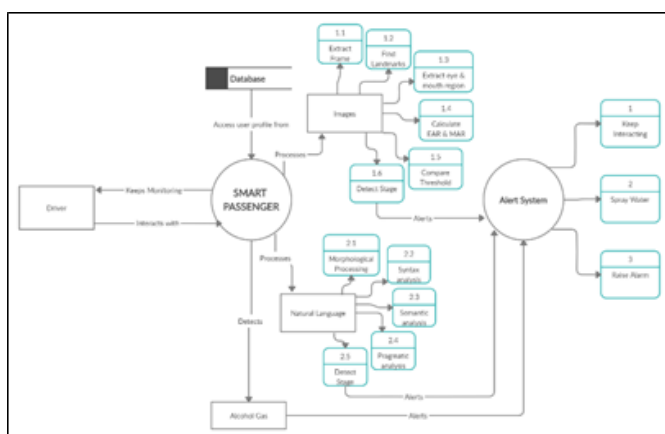 1.1
Extract
Frame
1.2
Find
Landmarks
1.3
Extract eye &
mouth region
Database
Access user profile from
Images
1.4
Calculate
EAR & MAR
1
Keep
Interacting
Processes
1.5
Compare
Threshold
1.6
Detect Stage
SMART
PASSENGER
Driver
Keeps Monitoring
Interacts with
Alerts
Alert System
2
Spray Water
3
Raise Alarm
Processes
2.1
Morphological
Processing
2.2
Syntax
analysis
2.3
Semantic
analysis
Natural Language
2.4
Pragmatic
analysis
2.5
Detect
Stage
Detects
Alerts
Alcohol Gas
Alerts